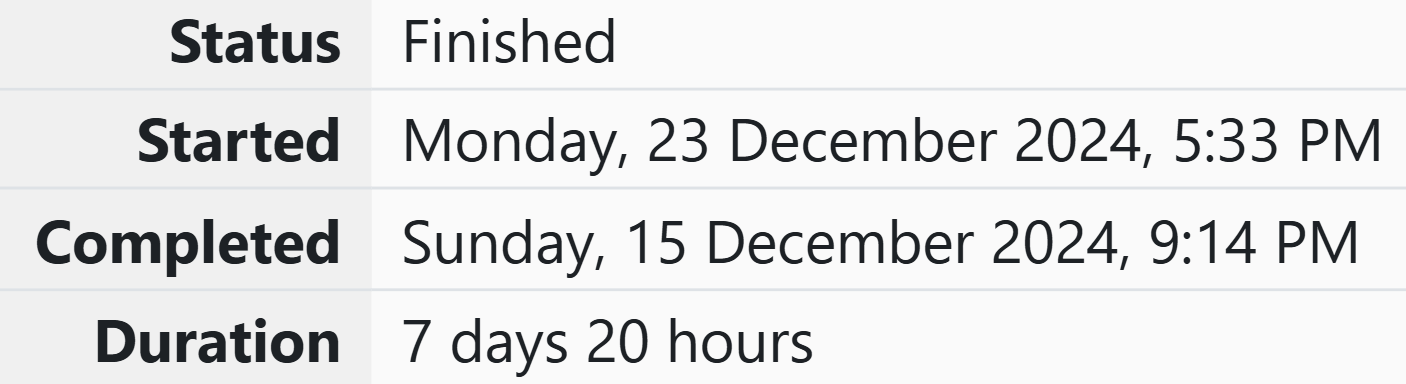 Status Finished
Started Monday, 23 December 2024, 5:33 PM
Completed Sunday, 15 December 2024, 9:14 PM
Duration 7 days 20 hours